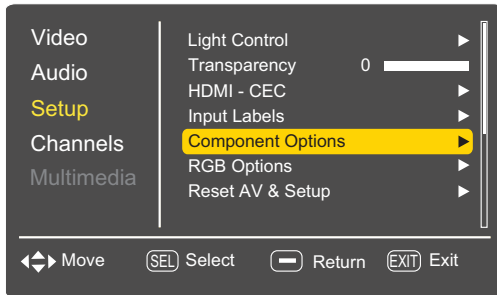 Video
Audio
Setup
Channels
Multimedia
Light Control
Transparency 0
HDMI - CEC
Input Labels
Component Options
RGB Options
Reset AV & Setup
Move SEL Select Return EXIT Exit